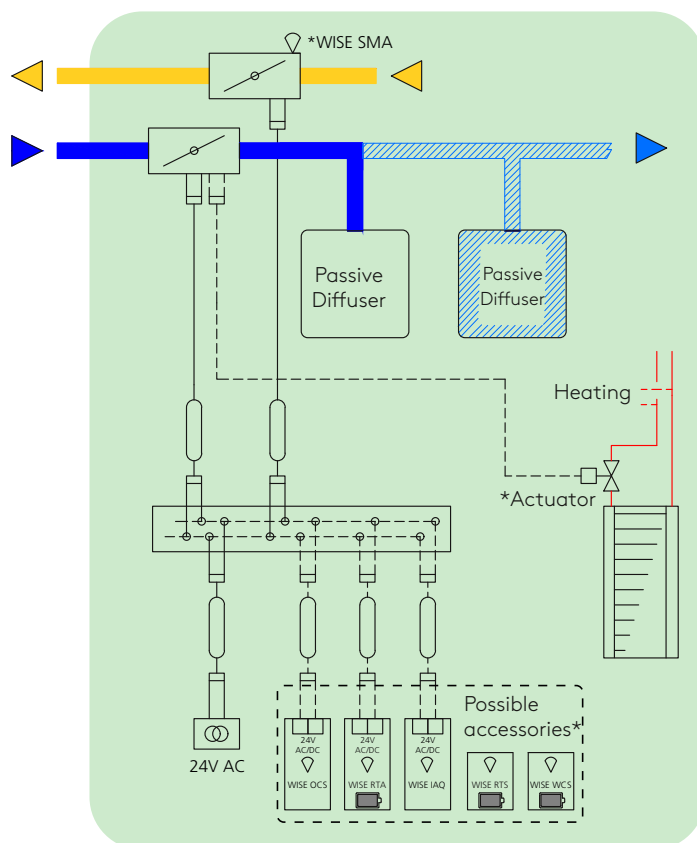 *WISE SMA
Passive
Diffuser
Passive
Diffuser
Heating
*Actuator
Possible
accessories*
24V
AC/DC
WISE OCS
24V
AC/DC
WISE RTA
24V
AC/DC
WISE IAQ
WISE RTS
WISE WCS
24V AC